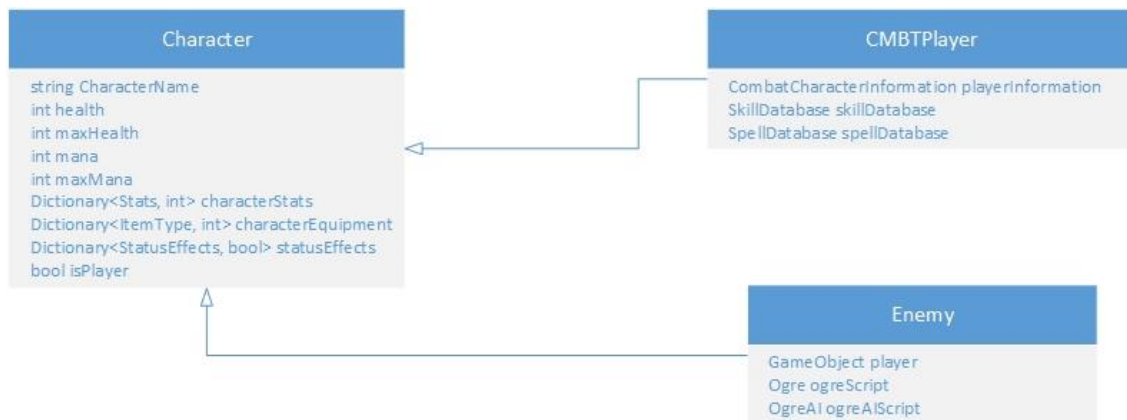 Character
string CharacterName
int health
int maxHealth
int mana
int maxMana
Dictionary<Stats, int> characterStats
Dictionary<ItemType, int> characterEquipment
Dictionary<StatusEffects, bool> statusEffects
bool isPlayer
CMBTPlayer
CombatCharacterInformation playerInformation
SkillDatabase skillDatabase
SpellDatabase spellDatabase
Enemy
GameObject player
Ogre ogreScript
OgreAI ogreAIScript